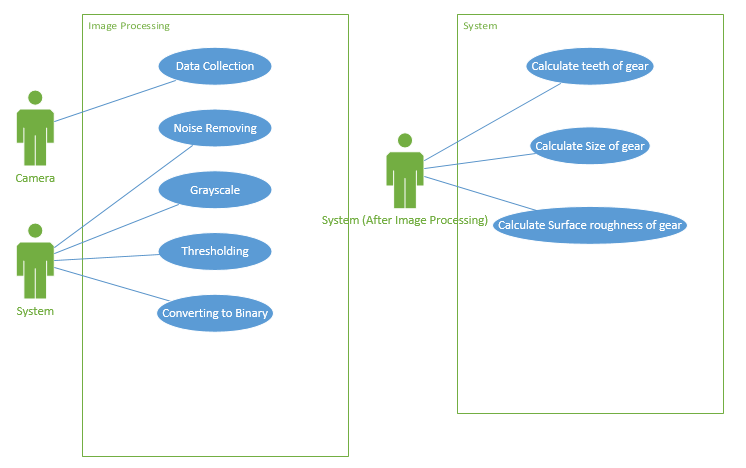 Image Processing
Data Collection
Noise Removing
Grayscale
Thresholding
Converting to Binary
Camera
System
System
Calculate teeth of gear
Calculate Size of gear
Calculate Surface roughness of gear
System (After Image Processing)